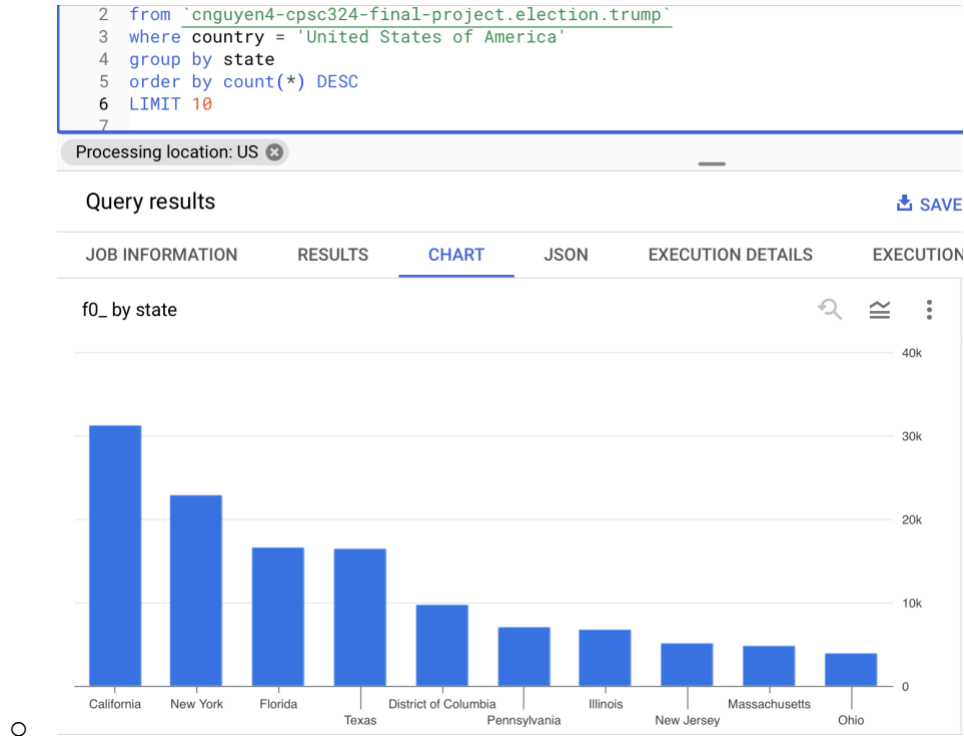 2 from `cnguyen4-cpsc324-final-project.election.trump`
3 where country = 'United States of America'
4 group by state
5 order by count(*) DESC
6 LIMIT 10
7
Processing location: US
Query results
SAVE
JOB INFORMATION RESULTS CHART JSON EXECUTION DETAILS EXECUTION
f0_ by state
40k
30k
20k
10k
0
California New York Florida Texas District of Columbia Pennsylvania Illinois New Jersey Massachusetts Ohio